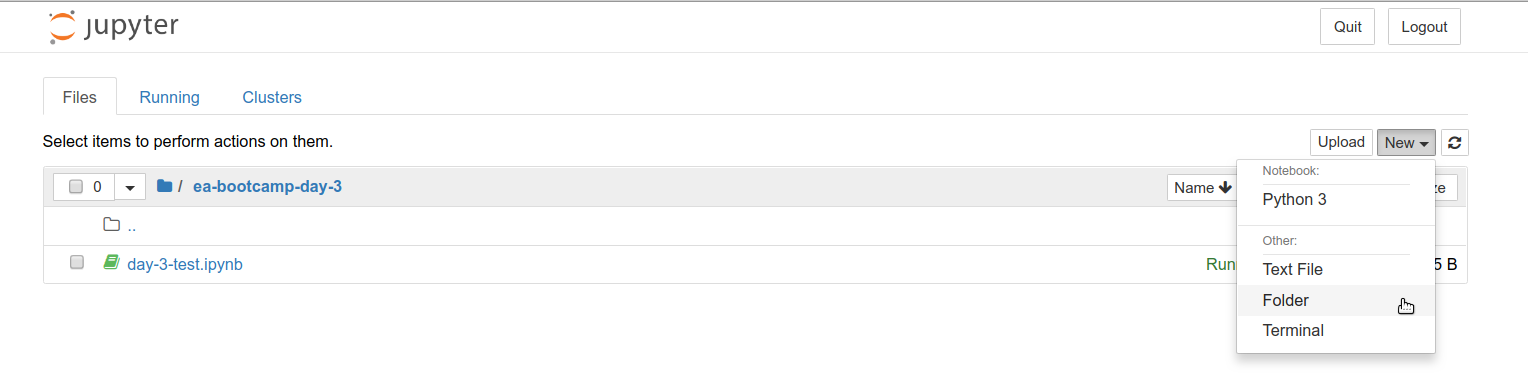 jupyter
Quit
Logout
Files
Running
Clusters
Select items to perform actions on them.
Upload
New
0
/ ea-bootcamp-day-3
Name
ze
Notebook:
Python 3
..
Other:
day-3-test.ipynb
Run
5 B
Text File
Folder
Terminal